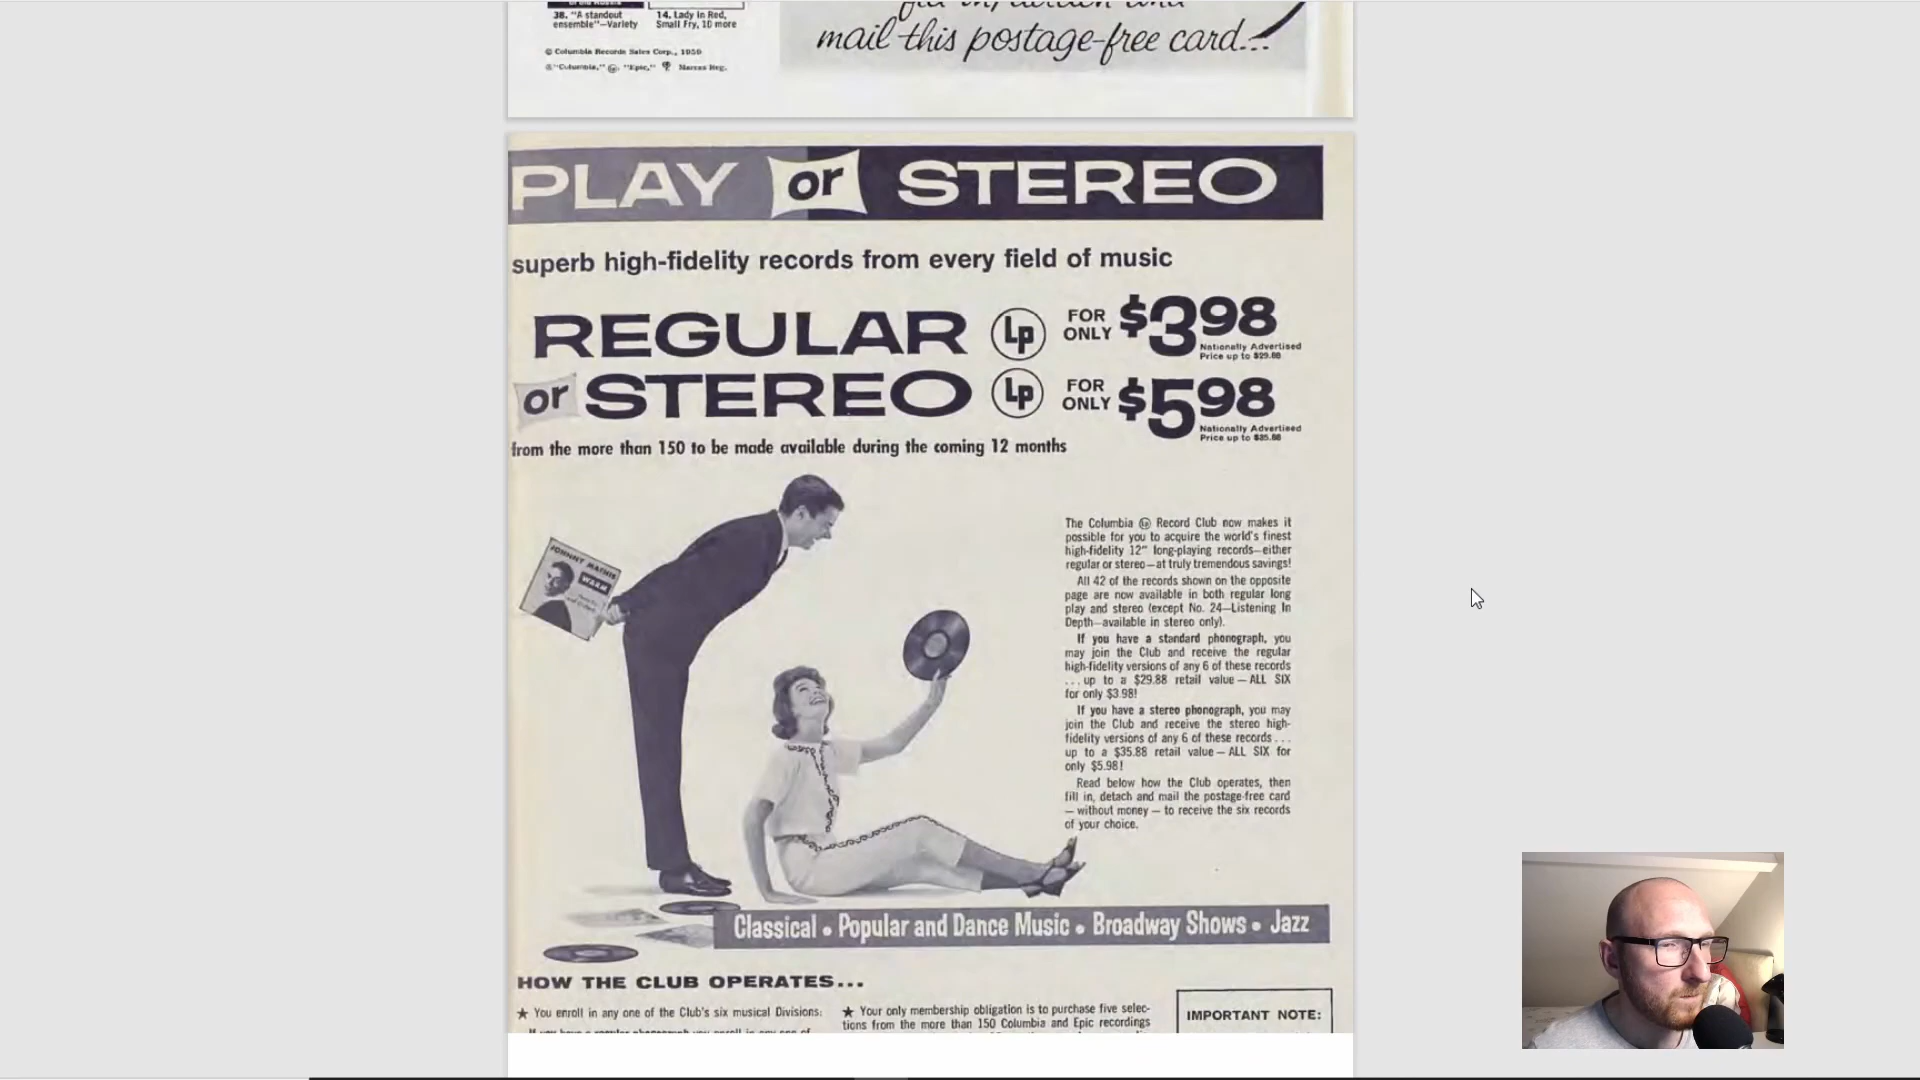 38. "A standout
ensemble"—Variety
14. Lady in Red,
Small Fry, 10 more
© Columbia Records Sales Corp., 1959
® "Columbia," "Epic," Marcas Reg.
mail this postage-free card...
PLAY or STEREO
superb high-fidelity records from every field of music
REGULAR Lp FOR ONLY $3.98
Nationally Advertised
Price up to $29.88
or STEREO Lp FOR ONLY $5.98
Nationally Advertised
Price up to $35.88
from the more than 150 to be made available during the coming 12 months
JOHNNY MATHIS
WARM
The Columbia Lp Record Club now makes it
possible for you to acquire the world's finest
high-fidelity 12" long-playing records—either
regular or stereo—at truly tremendous savings!
All 42 of the records shown on the opposite
page are now available in both regular long
play and stereo (except No. 24—Listening In
Depth—available in stereo only).
If you have a standard phonograph, you
may join the Club and receive the regular
high-fidelity versions of any 6 of these records
...up to a $29.88 retail value — ALL SIX
for only $3.98!
If you have a stereo phonograph, you may
join the Club and receive the stereo high-
fidelity versions of any 6 of these records...
up to a $35.88 retail value — ALL SIX for
only $5.98!
Read below how the Club operates, then
fill in, detach and mail the postage-free card
— without money — to receive the six records
of your choice.
Classical • Popular and Dance Music • Broadway Shows • Jazz
HOW THE CLUB OPERATES...
★ You enroll in any one of the Club's six musical Divisions:
★ Your only membership obligation is to purchase five selec-
tions from the more than 150 Columbia and Epic recordings
IMPORTANT NOTE: